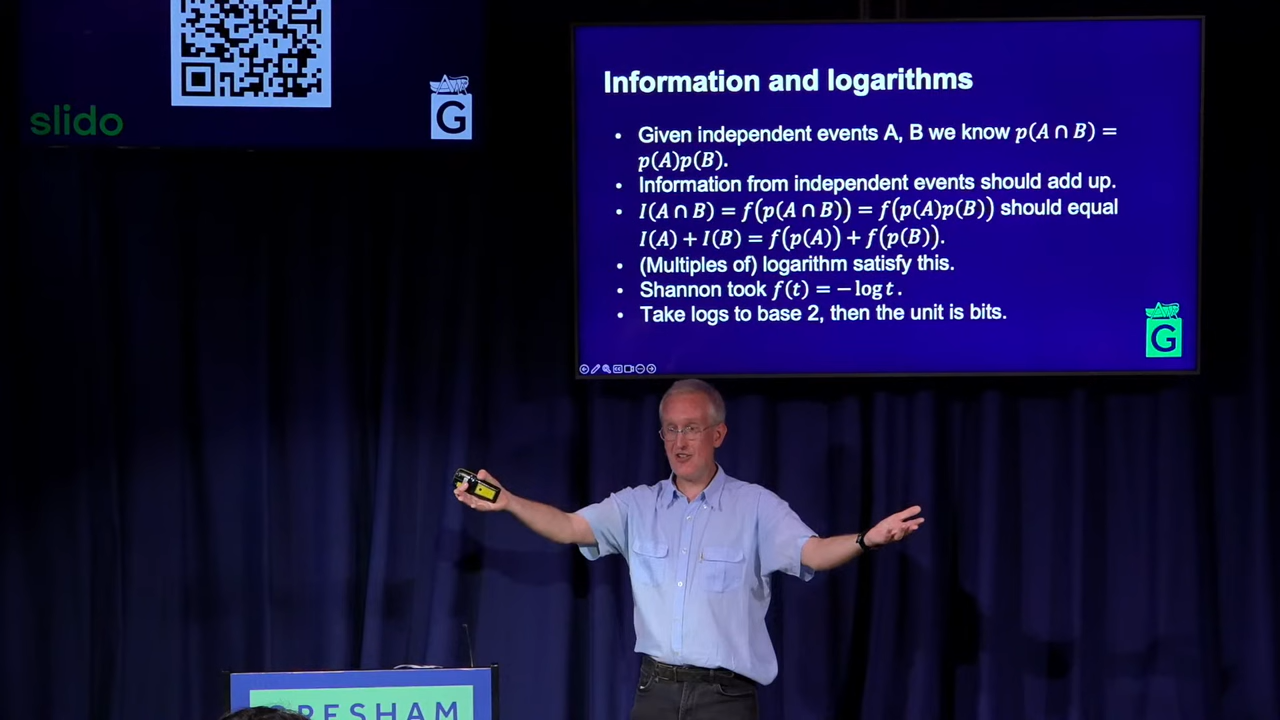 slido
G
Information and logarithms
• Given independent events A, B we know p(A ∩ B) =
p(A)p(B).
• Information from independent events should add up.
• I(A ∩ B) = f(p(A ∩ B)) = f(p(A)p(B)) should equal
I(A) + I(B) = f(p(A)) + f(p(B)).
• (Multiples of) logarithm satisfy this.
• Shannon took f(t) = − log t .
• Take logs to base 2, then the unit is bits.
G
GRESHAM